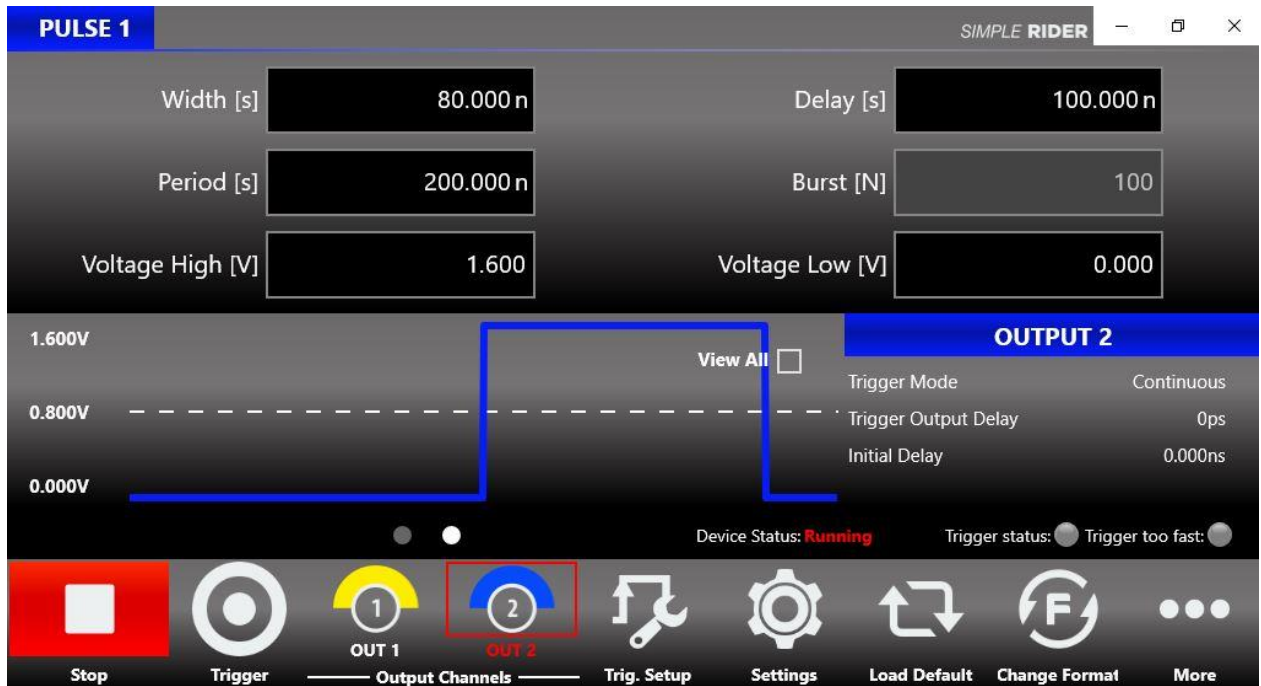 PULSE 1
SIMPLE RIDER
Width [s] 80.000 n Delay [s] 100.000 n
Period [s] 200.000 n Burst [N] 100
Voltage High [V] 1.600 Voltage Low [V] 0.000
1.600V
View All
0.800V
0.000V
OUTPUT 2
Trigger Mode Continuous
Trigger Output Delay 0ps
Initial Delay 0.000ns
Device Status: Running Trigger status: Trigger too fast:
1 2 F
OUT 1 OUT 2
Stop Trigger Output Channels Trig. Setup Settings Load Default Change Format More